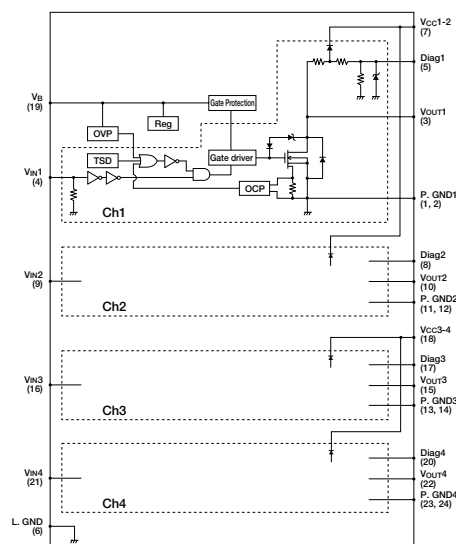 VCC1-2
(7)
Diag1
(5)
VB
(19)
Gate Protection
Reg
OVP
VOUT1
(3)
TSD
Gate driver
VIN1
(4)
OCP
P. GND1
(1, 2)
Ch1
Diag2
(8)
VIN2
(9)
VOUT2
(10)
P. GND2
(11, 12)
Ch2
VCC3-4
(18)
Diag3
(17)
VIN3
(16)
VOUT3
(15)
P. GND3
(13, 14)
Ch3
Diag4
(20)
VIN4
(21)
VOUT4
(22)
P. GND4
(23, 24)
Ch4
L. GND
(6)